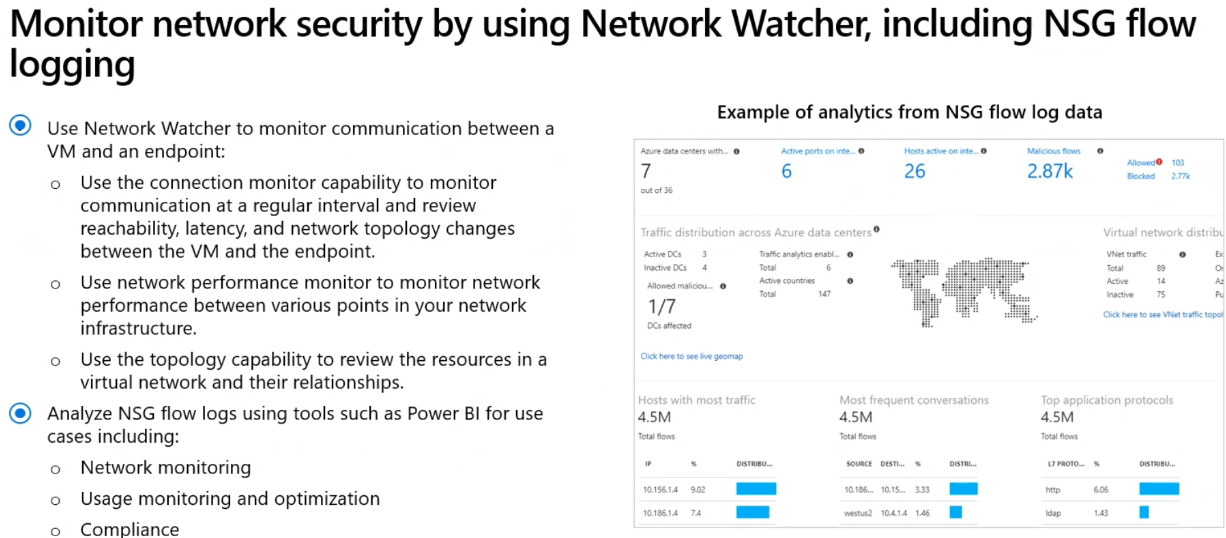 Monitor network security by using Network Watcher, including NSG flow
logging
Use Network Watcher to monitor communication between a
VM and an endpoint:
Use the connection monitor capability to monitor
communication at a regular interval and review
reachability, latency, and network topology changes
between the VM and the endpoint.
Use network performance monitor to monitor network
performance between various points in your network
infrastructure.
Use the topology capability to review the resources in a
virtual network and their relationships.
Analyze NSG flow logs using tools such as Power BI for use
cases including:
Network monitoring
Usage monitoring and optimization
Compliance
Example of analytics from NSG flow log data
Azure data centers with...
7
out of 36
Active ports on inte...
6
Hosts active on inte...
26
Malicious flows
2.87k
Allowed 103
Blocked 2.77k
Traffic distribution across Azure data centers
Active DCs 3
Inactive DCs 4
Allowed maliciou...
1/7
DCs affected
Traffic analytics enabl...
Total 6
Active countries
Total 147
Click here to see live geomap
Virtual network distribu
VNet traffic
Total 89
Active 14
Inactive 75
Ex
On
Az
Pu
Click here to see VNet traffic topol
Hosts with most traffic
4.5M
Total flows
IP % DISTRIBU...
10.156.1.4 9.02
10.186.1.4 7.4
Most frequent conversations
4.5M
Total flows
SOURCE DESTI... % DISTRI...
10.186... 10.15... 3.33
westus2 10.4.1.4 1.46
Top application protocols
4.5M
Total flows
L7 PROTO... % DISTRIBU...
http 6.06
ldap 1.43